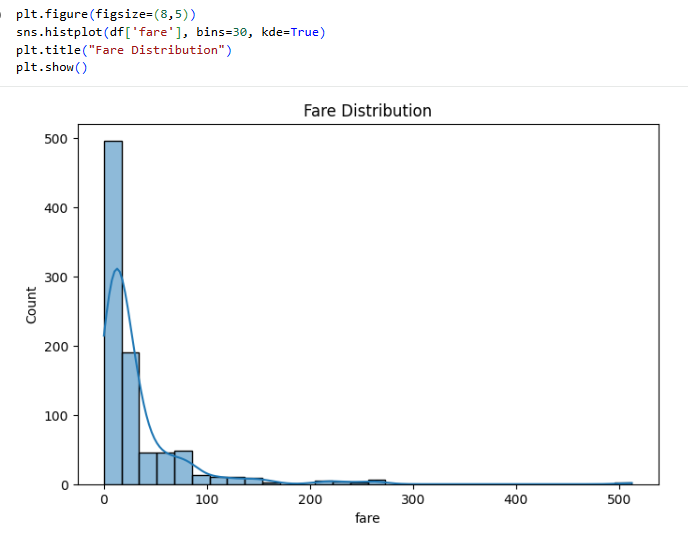 plt.figure(figsize=(8,5))
sns.histplot(df['fare'], bins=30, kde=True)
plt.title("Fare Distribution")
plt.show()
Fare Distribution
500
400
300
200
100
0
Count
0 100 200 300 400 500
fare